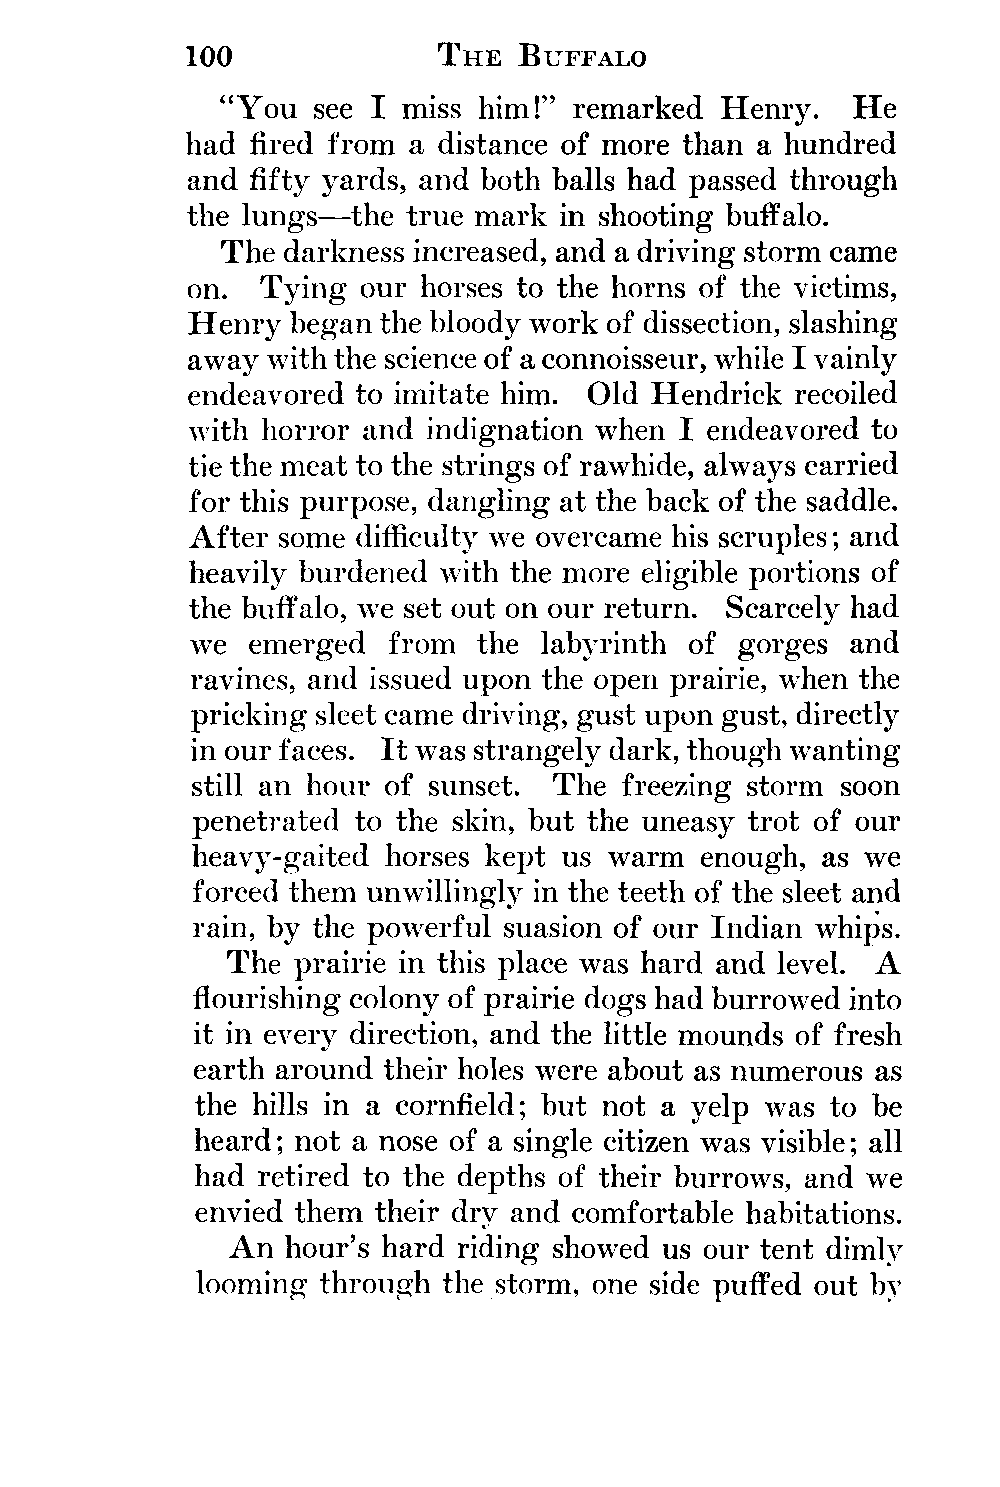 100 THE BUFFALO
“You see I miss him!” remarked Henry. He
had fired from a distance of more than a hundred
and fifty yards, and both balls had passed through
the lungs—the true mark in shooting buffalo.
The darkness increased, and a driving storm came
on. Tying our horses to the horns of the victims,
Henry began the bloody work of dissection, slashing
away with the science of a connoisseur, while I vainly
endeavored to imitate him. Old Hendrick recoiled
with horror and indignation when I endeavored to
tie the meat to the strings of rawhide, always carried
for this purpose, dangling at the back of the saddle.
After some difficulty we overcame his scruples; and
heavily burdened with the more eligible portions of
the buffalo, we set out on our return. Scarcely had
we emerged from the labyrinth of gorges and
ravines, and issued upon the open prairie, when the
pricking sleet came driving, gust upon gust, directly
in our faces. It was strangely dark, though wanting
still an hour of sunset. The freezing storm soon
penetrated to the skin, but the uneasy trot of our
heavy-gaited horses kept us warm enough, as we
forced them unwillingly in the teeth of the sleet and
rain, by the powerful suasion of our Indian whips.
The prairie in this place was hard and level. A
flourishing colony of prairie dogs had burrowed into
it in every direction, and the little mounds of fresh
earth around their holes were about as numerous as
the hills in a cornfield; but not a yelp was to be
heard; not a nose of a single citizen was visible; all
had retired to the depths of their burrows, and we
envied them their dry and comfortable habitations.
An hour’s hard riding showed us our tent dimly
looming through the storm, one side puffed out by